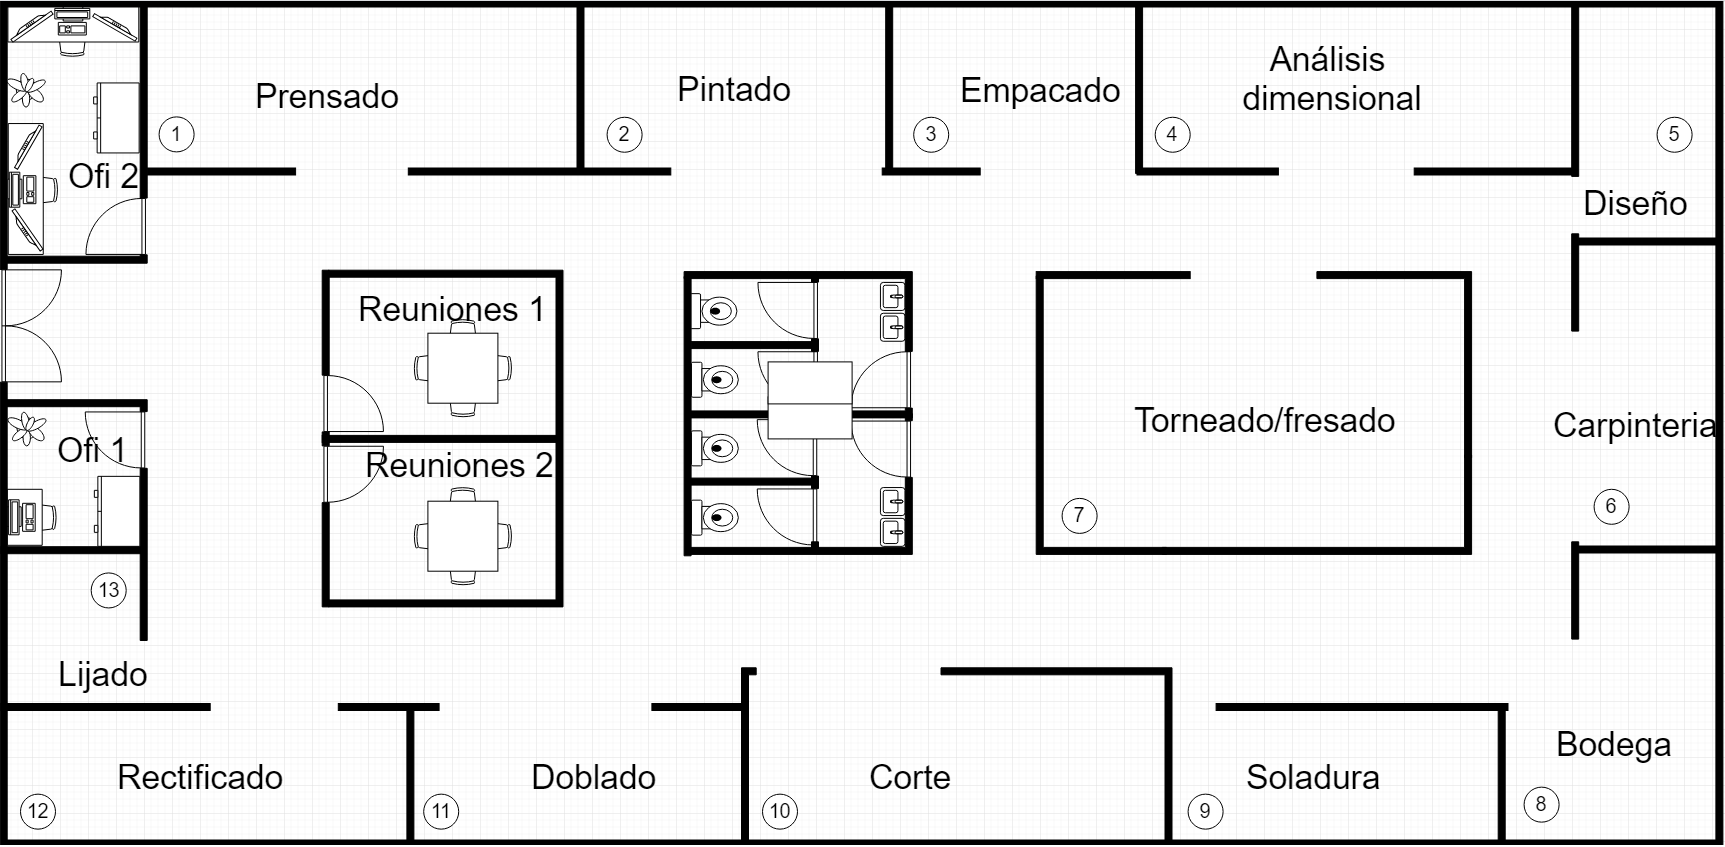 Prensado
Pintado
Empacado
Análisis
dimensional
1
2
3
4
5
Ofi 2
Diseño
Reuniones 1
Torneado/fresado
Carpinteria
Ofi 1
Reuniones 2
7
6
13
Lijado
Bodega
Rectificado
Doblado
Corte
Soladura
12
11
10
9
8